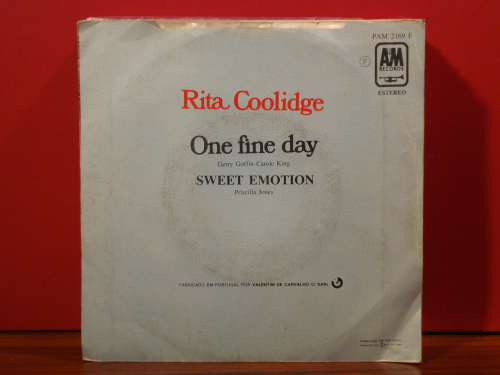 PAM 2169 F
P
A&M
RECORDS
ESTEREO
Rita Coolidge
One fine day
Gerry Goffin-Carole King
SWEET EMOTION
Priscilla Jones
FABRICADO EM PORTUGAL POR VALENTIM DE CARVALHO CI SARL